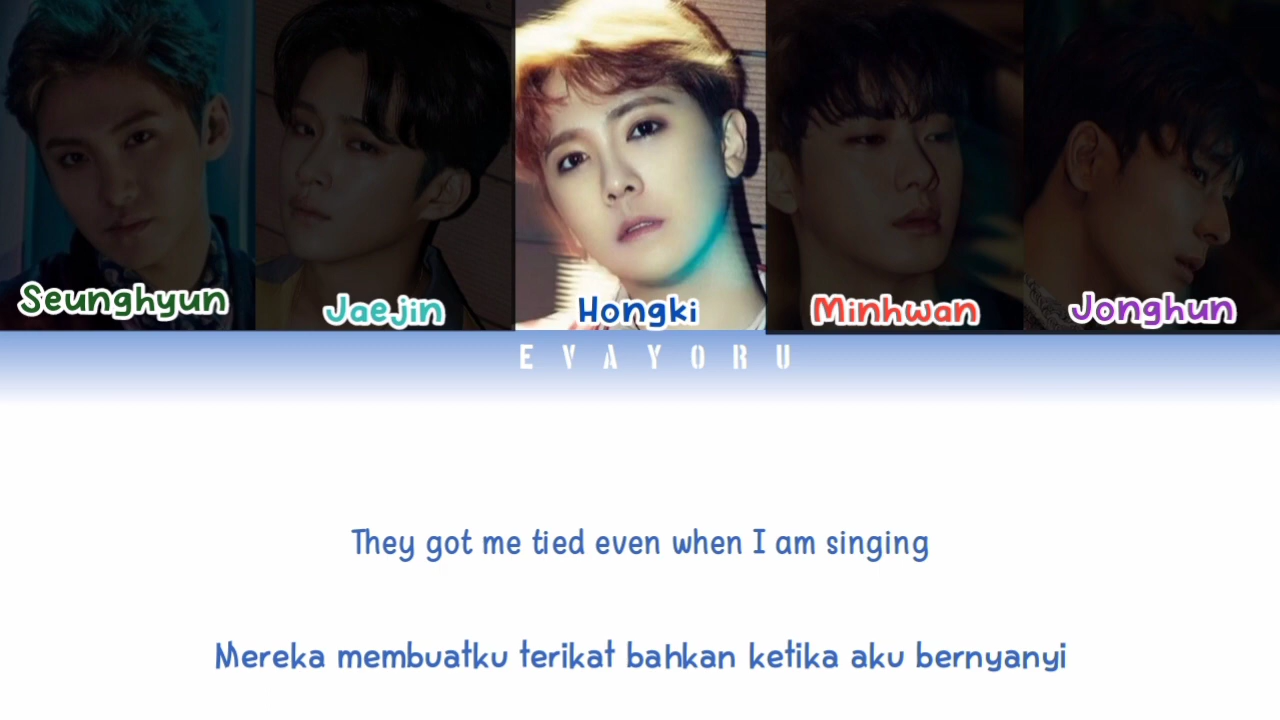 Seunghyun
Jaejin
Hongki
Minhwan
Jonghun
EVAYORU
They got me tied even when I am singing
Mereka membuatku terikat bahkan ketika aku bernyanyi